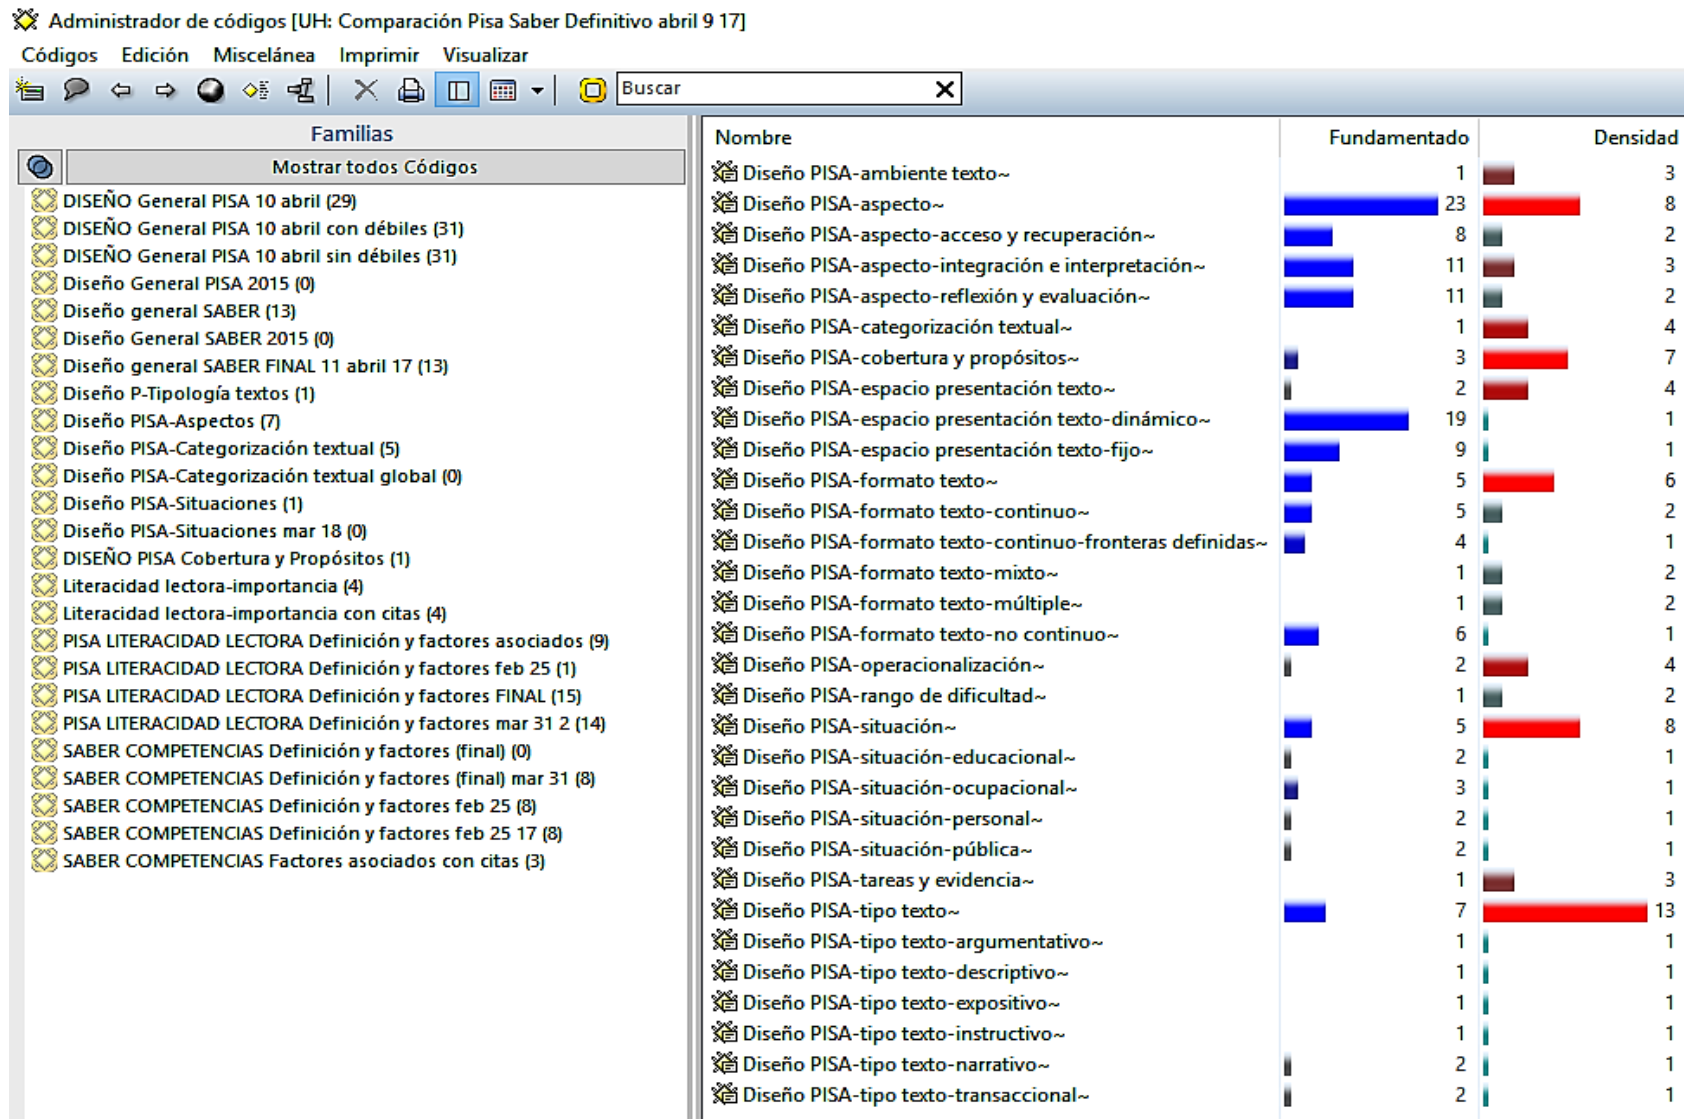 Administrador de códigos [UH: Comparación Pisa Saber Definitivo abril 9 17]
Códigos Edición Miscelánea Imprimir Visualizar
Buscar
Familias
Mostrar todos Códigos
DISEÑO General PISA 10 abril (29)
DISEÑO General PISA 10 abril con débiles (31)
DISEÑO General PISA 10 abril sin débiles (31)
Diseño General PISA 2015 (0)
Diseño general SABER (13)
Diseño General SABER 2015 (0)
Diseño general SABER FINAL 11 abril 17 (13)
Diseño P-Tipología textos (1)
Diseño PISA-Aspectos (7)
Diseño PISA-Categorización textual (5)
Diseño PISA-Categorización textual global (0)
Diseño PISA-Situaciones (1)
Diseño PISA-Situaciones mar 18 (0)
DISEÑO PISA Cobertura y Propósitos (1)
Literacidad lectora-importancia (4)
Literacidad lectora-importancia con citas (4)
PISA LITERACIDAD LECTORA Definición y factores asociados (9)
PISA LITERACIDAD LECTORA Definición y factores feb 25 (1)
PISA LITERACIDAD LECTORA Definición y factores FINAL (15)
PISA LITERACIDAD LECTORA Definición y factores mar 31 2 (14)
SABER COMPETENCIAS Definición y factores (final) (0)
SABER COMPETENCIAS Definición y factores (final) mar 31 (8)
SABER COMPETENCIAS Definición y factores feb 25 (8)
SABER COMPETENCIAS Definición y factores feb 25 17 (8)
SABER COMPETENCIAS Factores asociados con citas (3)
Nombre Fundamentado Densidad
Diseño PISA-ambiente texto~ 1 3
Diseño PISA-aspecto~ 23 8
Diseño PISA-aspecto-acceso y recuperación~ 8 2
Diseño PISA-aspecto-integración e interpretación~ 11 3
Diseño PISA-aspecto-reflexión y evaluación~ 11 2
Diseño PISA-categorización textual~ 1 4
Diseño PISA-cobertura y propósitos~ 3 7
Diseño PISA-espacio presentación texto~ 2 4
Diseño PISA-espacio presentación texto-dinámico~ 19 1
Diseño PISA-espacio presentación texto-fijo~ 9 1
Diseño PISA-formato texto~ 5 6
Diseño PISA-formato texto-continuo~ 5 2
Diseño PISA-formato texto-continuo-fronteras definidas~ 4 1
Diseño PISA-formato texto-mixto~ 1 2
Diseño PISA-formato texto-múltiple~ 1 2
Diseño PISA-formato texto-no continuo~ 6 1
Diseño PISA-operacionalización~ 2 4
Diseño PISA-rango de dificultad~ 1 2
Diseño PISA-situación~ 5 8
Diseño PISA-situación-educacional~ 2 1
Diseño PISA-situación-ocupacional~ 3 1
Diseño PISA-situación-personal~ 2 1
Diseño PISA-situación-pública~ 2 1
Diseño PISA-tareas y evidencia~ 1 3
Diseño PISA-tipo texto~ 7 13
Diseño PISA-tipo texto-argumentativo~ 1 1
Diseño PISA-tipo texto-descriptivo~ 1 1
Diseño PISA-tipo texto-expositivo~ 1 1
Diseño PISA-tipo texto-instructivo~ 1 1
Diseño PISA-tipo texto-narrativo~ 2 1
Diseño PISA-tipo texto-transaccional~ 2 1